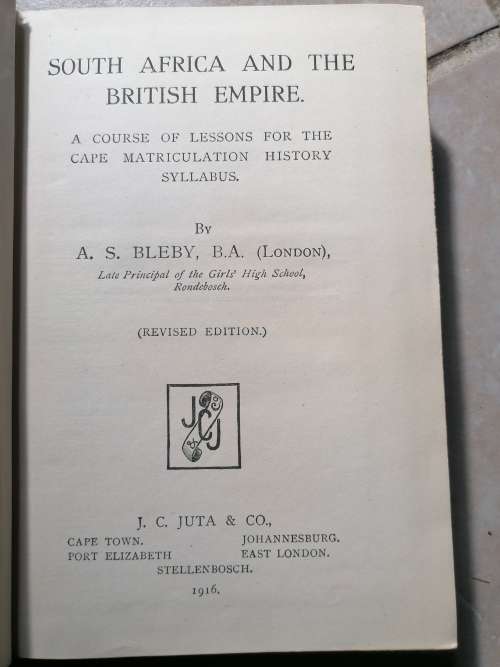 SOUTH AFRICA AND THE
BRITISH EMPIRE.
A COURSE OF LESSONS FOR THE
CAPE MATRICULATION HISTORY
SYLLABUS.
By
A. S. BLEBY, B.A. (London),
Late Principal of the Girls' High School,
Rondebosch.
(REVISED EDITION.)
J C & J
J. C. JUTA & CO.,
CAPE TOWN. JOHANNESBURG.
PORT ELIZABETH EAST LONDON.
STELLENBOSCH.
1916.